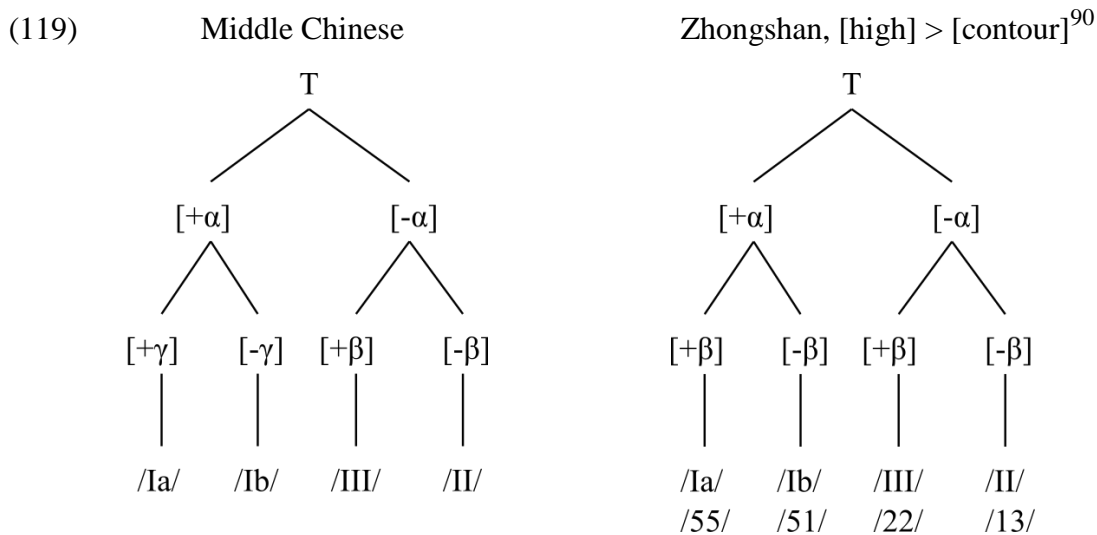 (119) Middle Chinese Zhongshan, [high] > [contour]90
T T
[+α] [-α] [+α] [-α]
[+γ] [-γ] [+β] [-β] [+β] [-β] [+β] [-β]
/Ia/ /Ib/ /III/ /II/ /Ia/ /Ib/ /III/ /II/
/55/ /51/ /22/ /13/